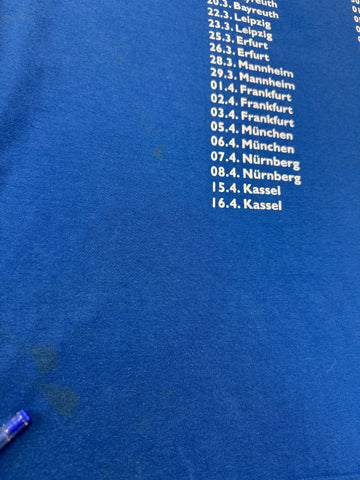 20.3. Bayreuth
22.3. Leipzig
23.3. Leipzig
25.3. Erfurt
26.3. Erfurt
28.3. Mannheim
29.3. Mannheim
01.4. Frankfurt
02.4. Frankfurt
03.4. Frankfurt
05.4. München
06.4. München
07.4. Nürnberg
08.4. Nürnberg
15.4. Kassel
16.4. Kassel